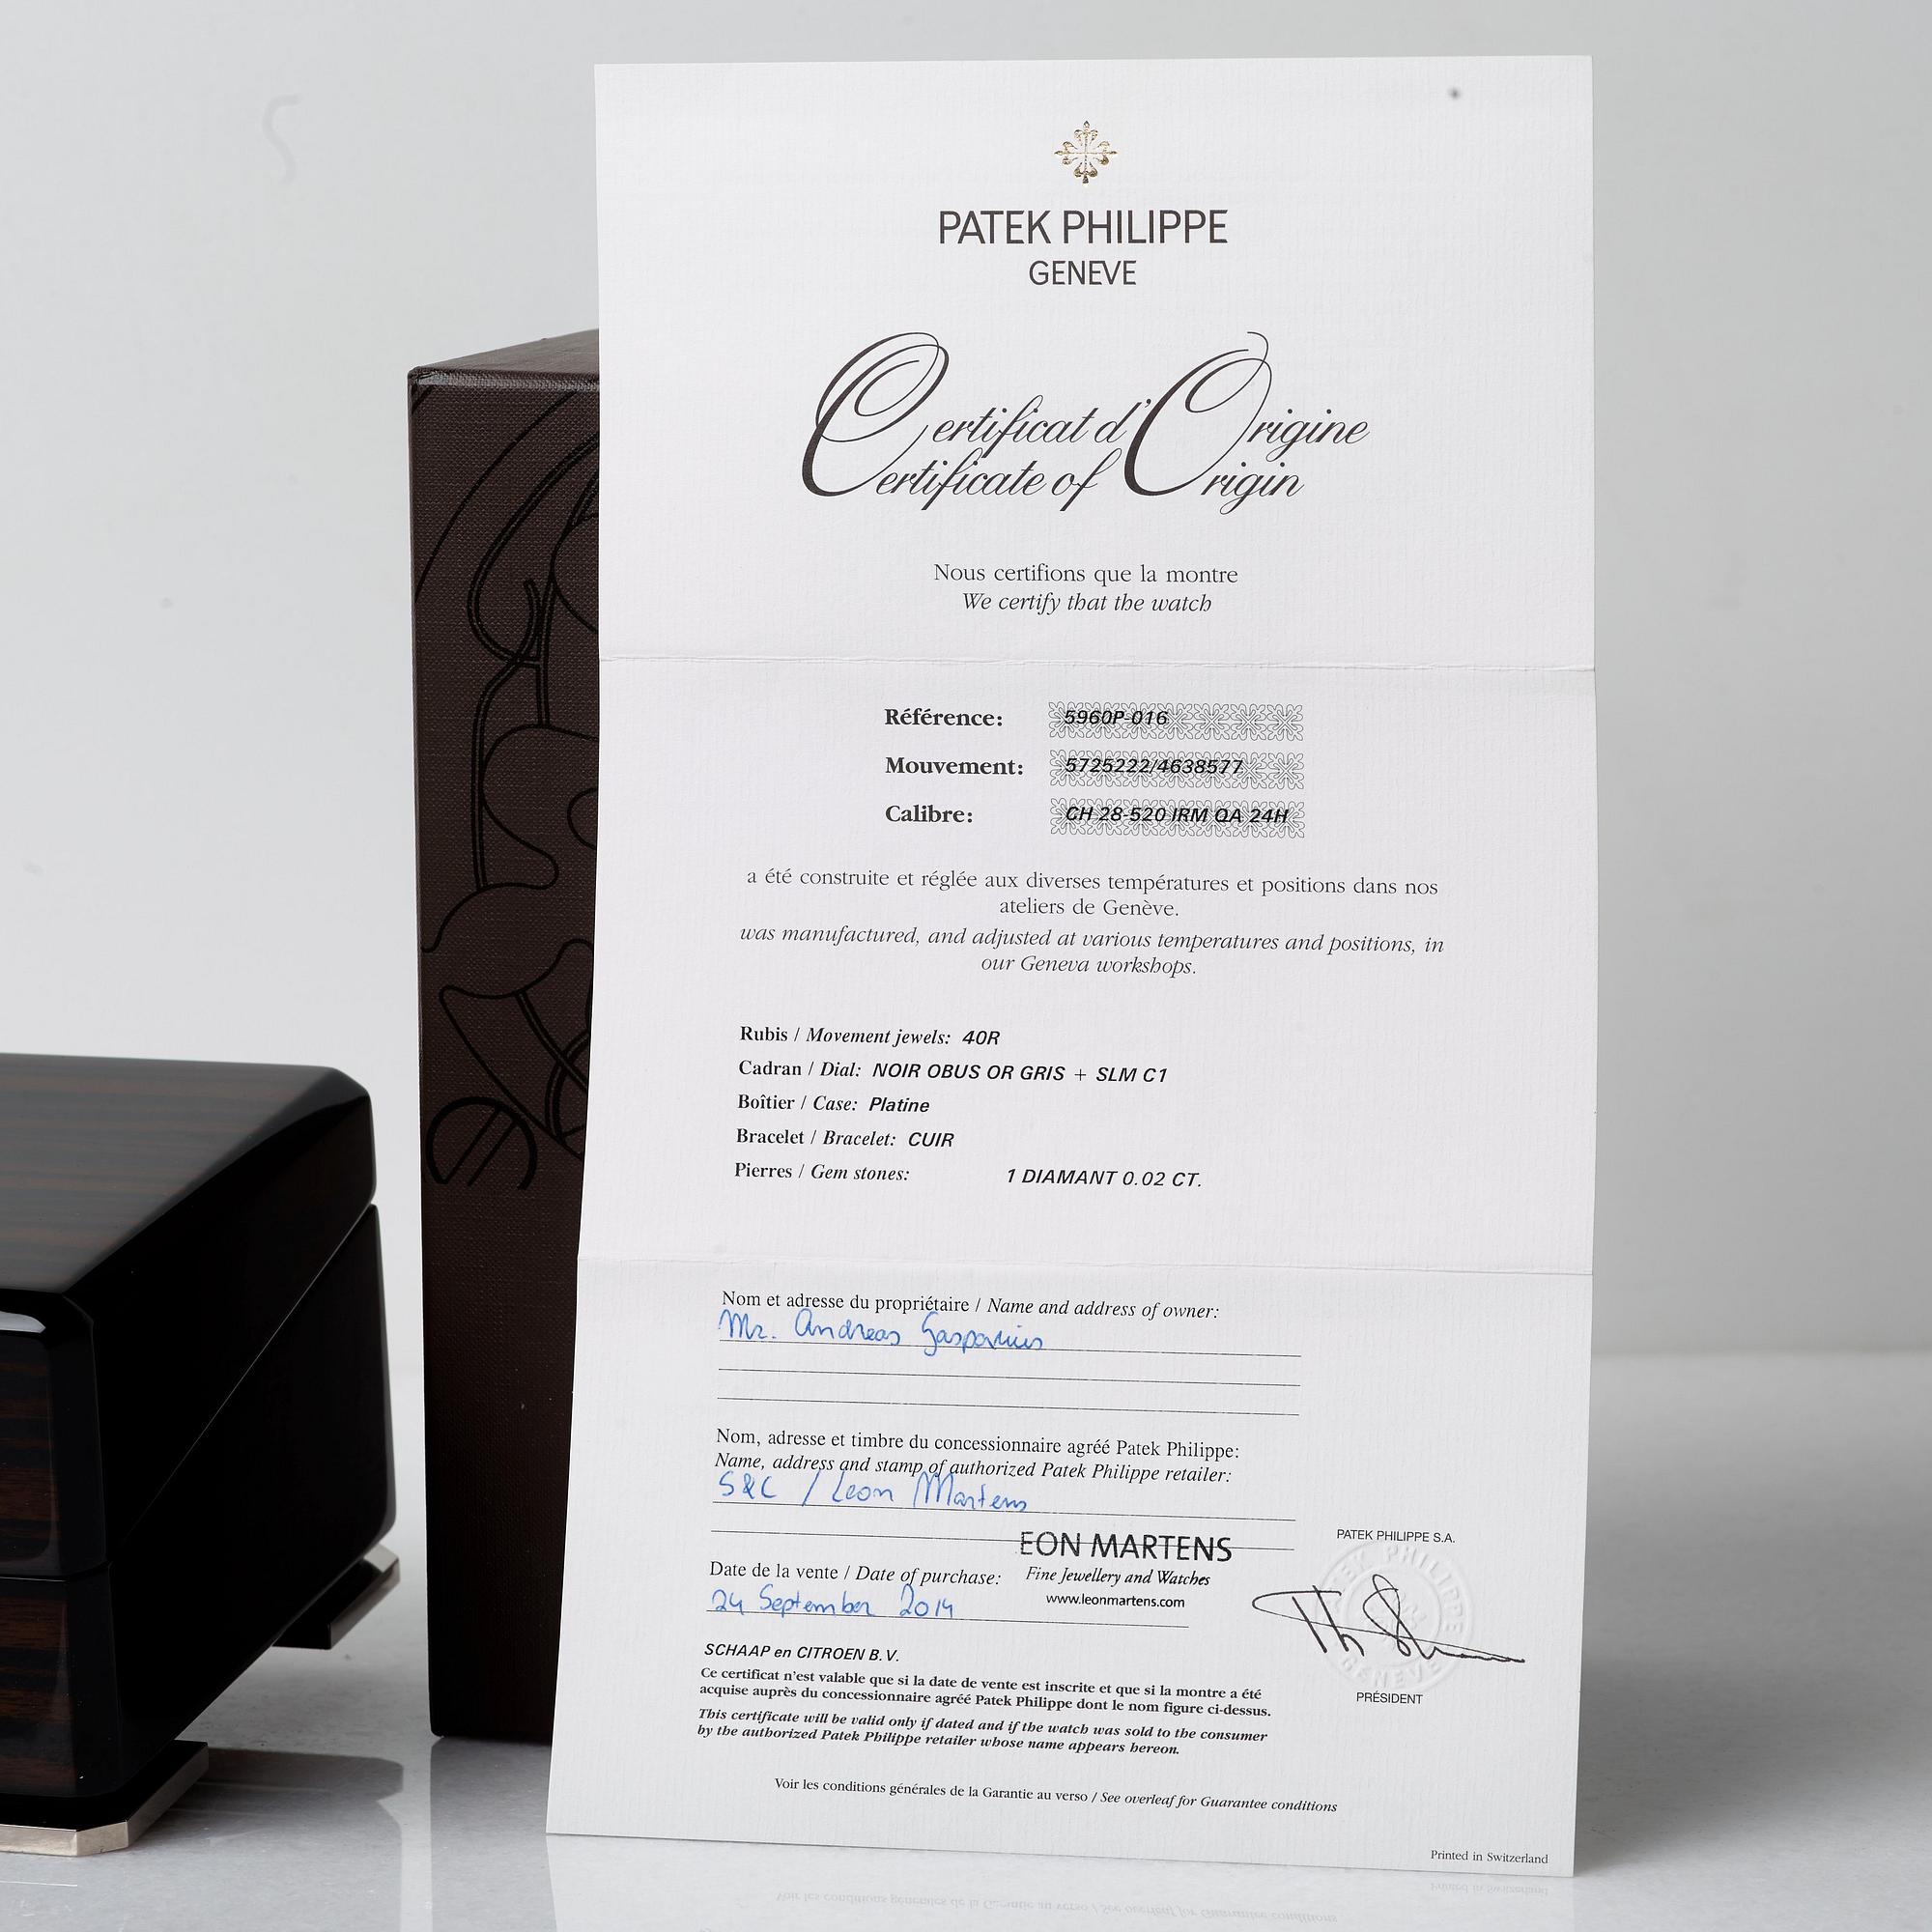 PATEK PHILIPPE
GENEVE
Certificat d'Origine
Certificate of Origin
Nous certifions que la montre
We certify that the watch
Référence: 5960P-016
Mouvement: 5725222/4638577
Calibre: CH 28-520 IRM QA 24H
a été construite et réglée aux diverses températures et positions dans nos
ateliers de Genève.
was manufactured, and adjusted at various temperatures and positions, in
our Geneva workshops.
Rubis / Movement jewels: 40R
Cadran / Dial: NOIR OBUS OR GRIS + SLM C1
Boîtier / Case: Platine
Bracelet / Bracelet: CUIR
Pierres / Gem stones: 1 DIAMANT 0.02 CT.
Nom et adresse du propriétaire / Name and address of owner:
Mr. Andreas
Nom, adresse et timbre du concessionnaire agréé Patek Philippe:
Name, address and stamp of authorized Patek Philippe retailer:
S&C / Leon Martens
EON MARTENS
Fine Jewellery and Watches
www.leonmartens.com
Date de la vente / Date of purchase:
24 September 2014
PATEK PHILIPPE S.A.
PATEK PHILIPPE
GENEVE
PRÉSIDENT
SCHAAP en CITROEN B.V.
Ce certificat n'est valable que si la date de vente est inscrite et que si la montre a été
acquise auprès du concessionnaire agréé Patek Philippe dont le nom figure ci-dessus.
This certificate will be valid only if dated and if the watch was sold to the consumer
by the authorized Patek Philippe retailer whose name appears hereon.
Voir les conditions générales de la Garantie au verso / See overleaf for Guarantee conditions
Printed in Switzerland